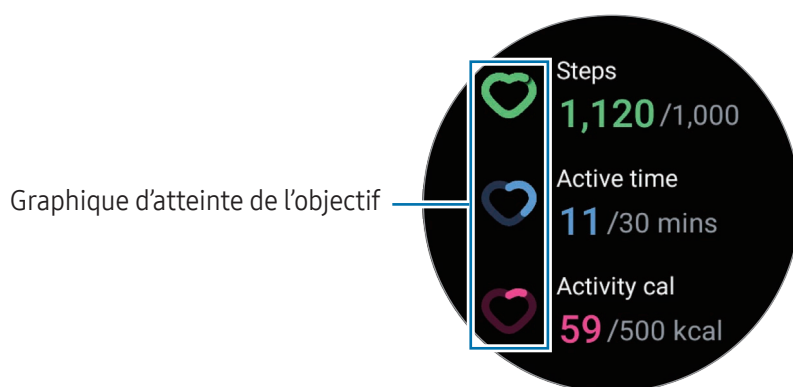 Steps
1,120/1,000
Graphique d’atteinte de l’objectif
Active time
11/30 mins
Activity cal
59/500 kcal